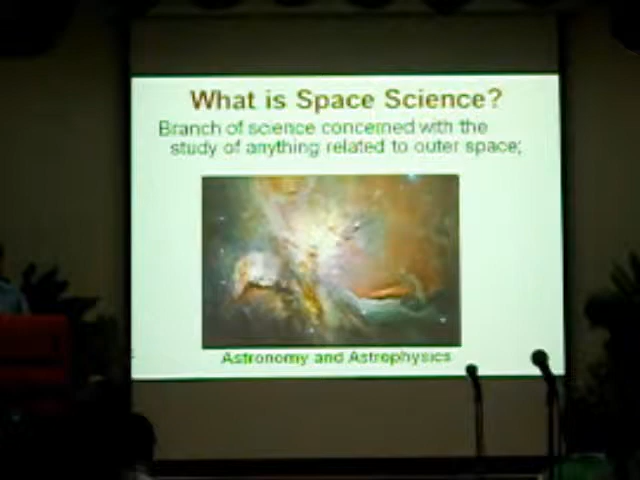 What is Space Science?
Branch of science concerned with the
study of anything related to outer space;
Astronomy and Astrophysics